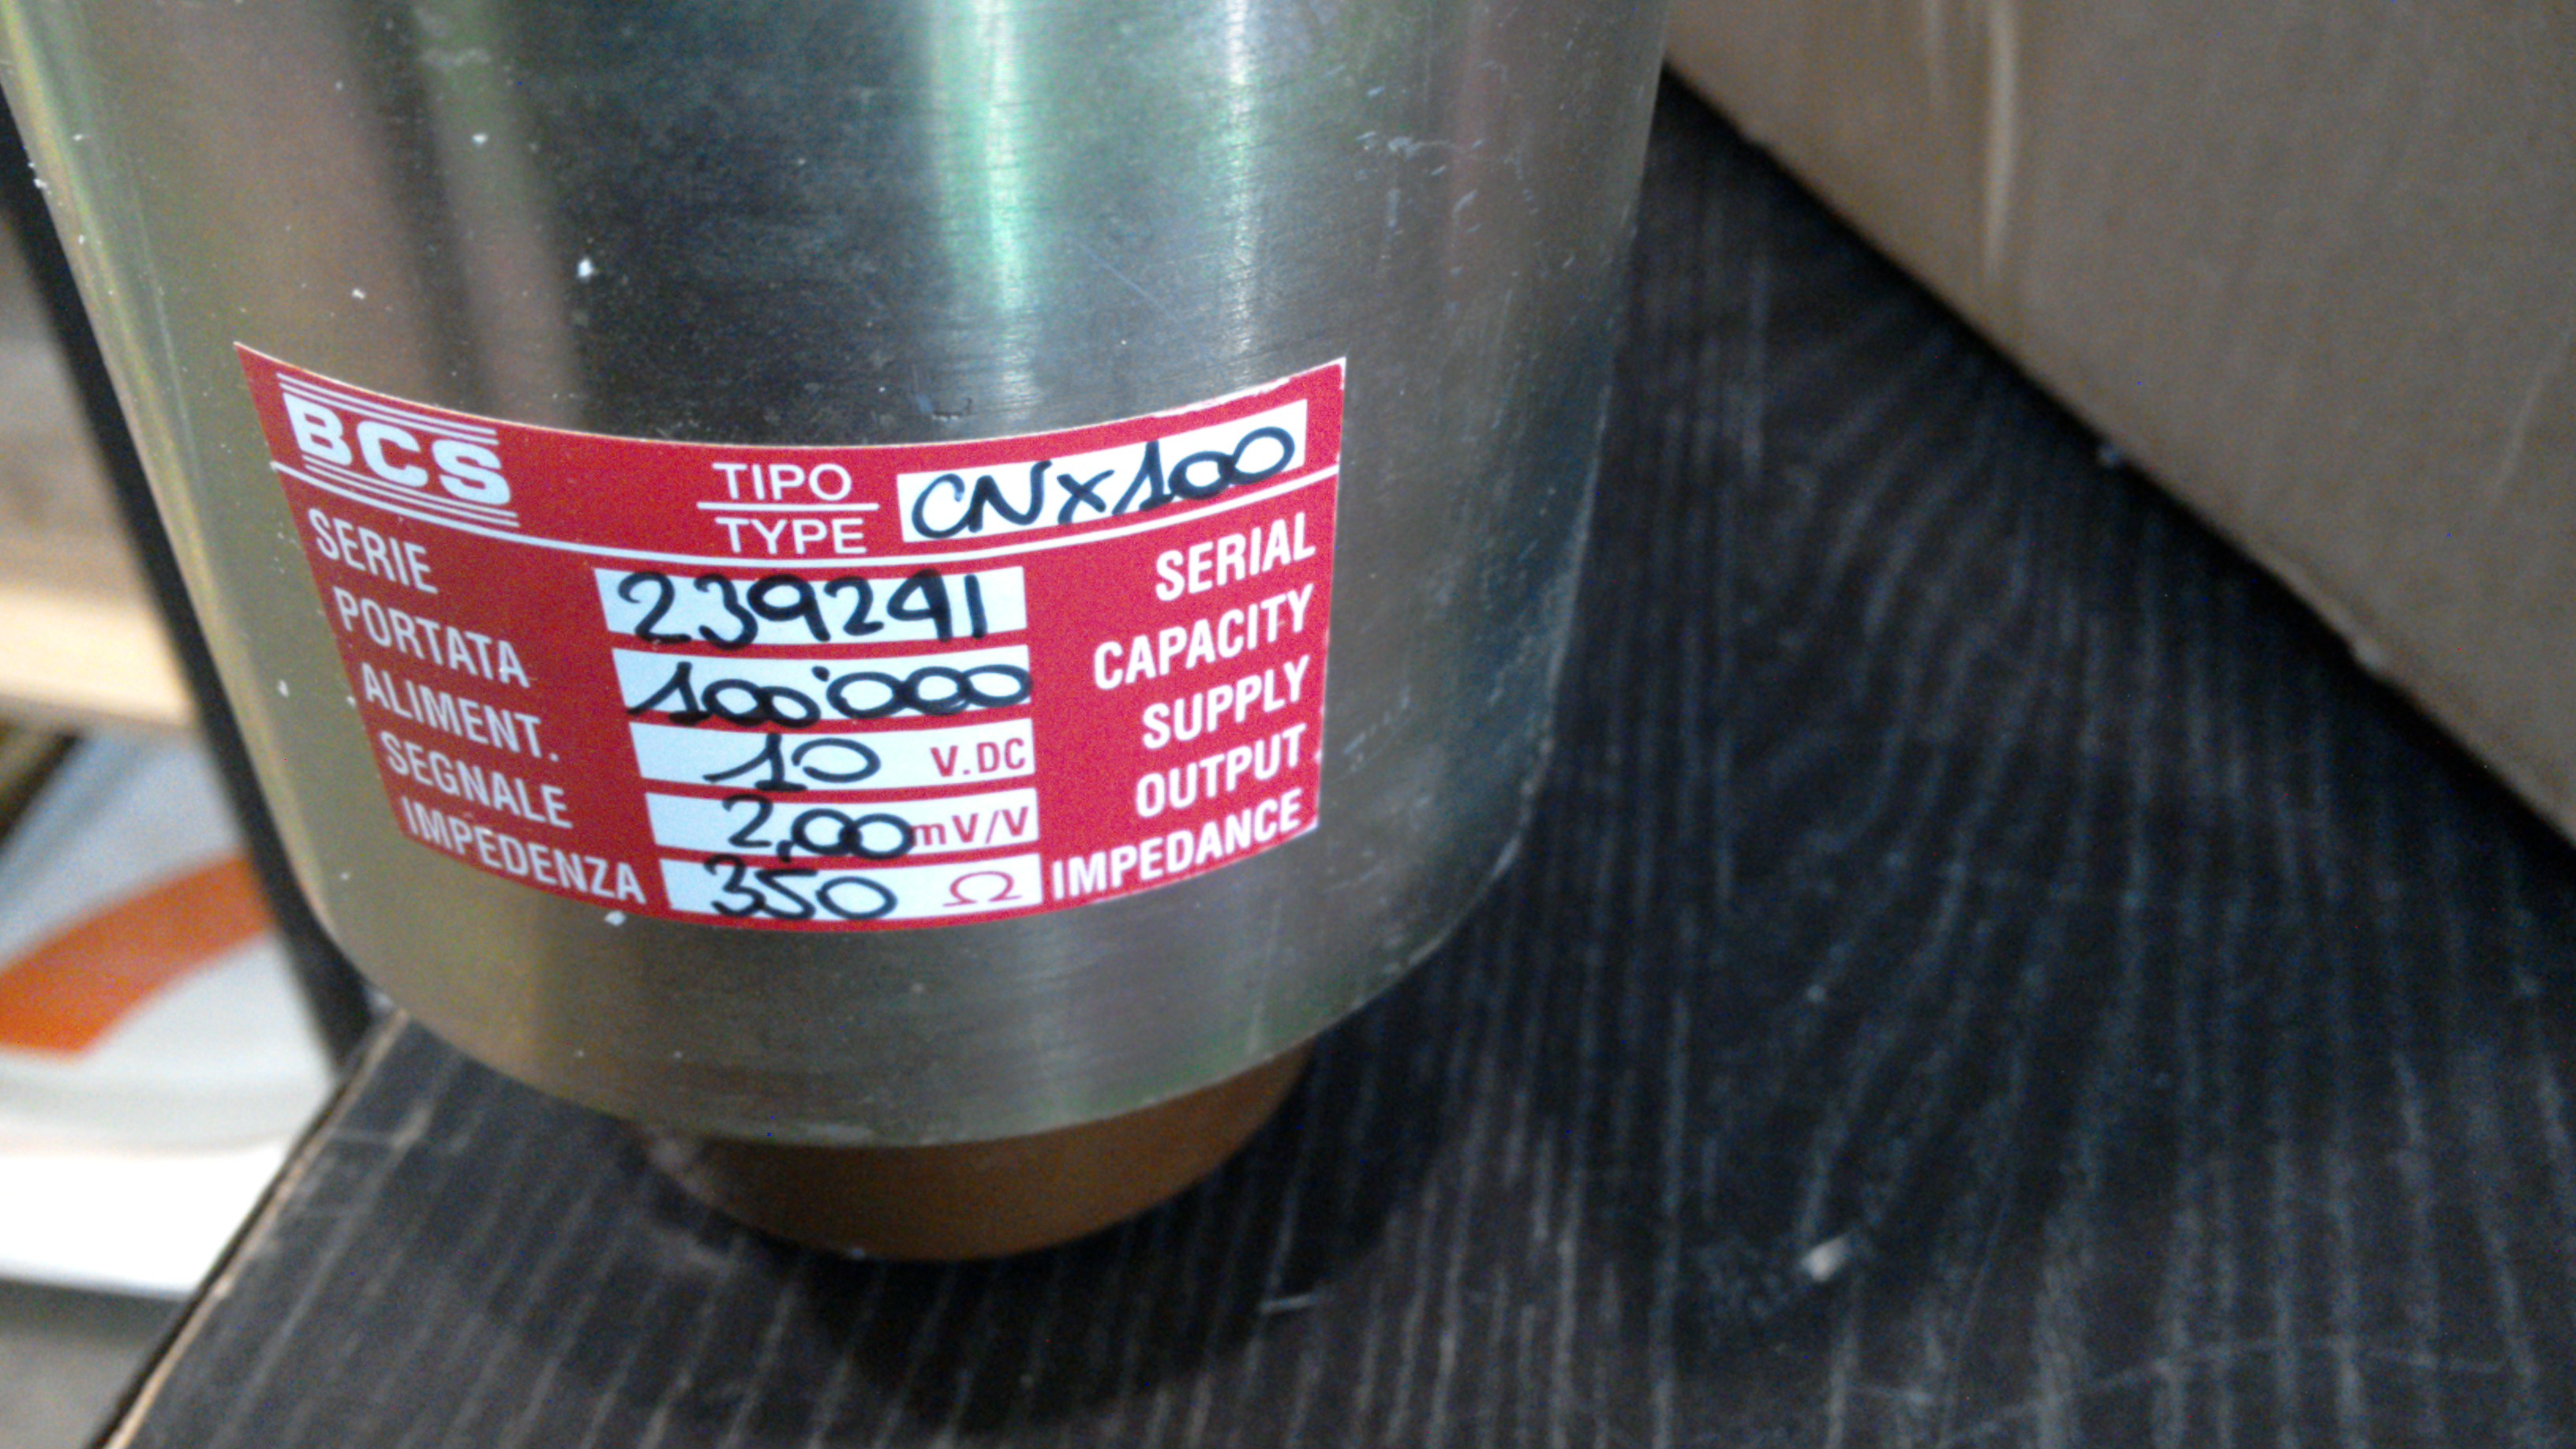 BCS TIPO CNX100
TYPE
SERIE 239241 SERIAL
PORTATA 100'000 CAPACITY
ALIMENT. 10 V.DC SUPPLY
SEGNALE 2,00 mV/V OUTPUT
IMPEDENZA 350 Ω IMPEDANCE